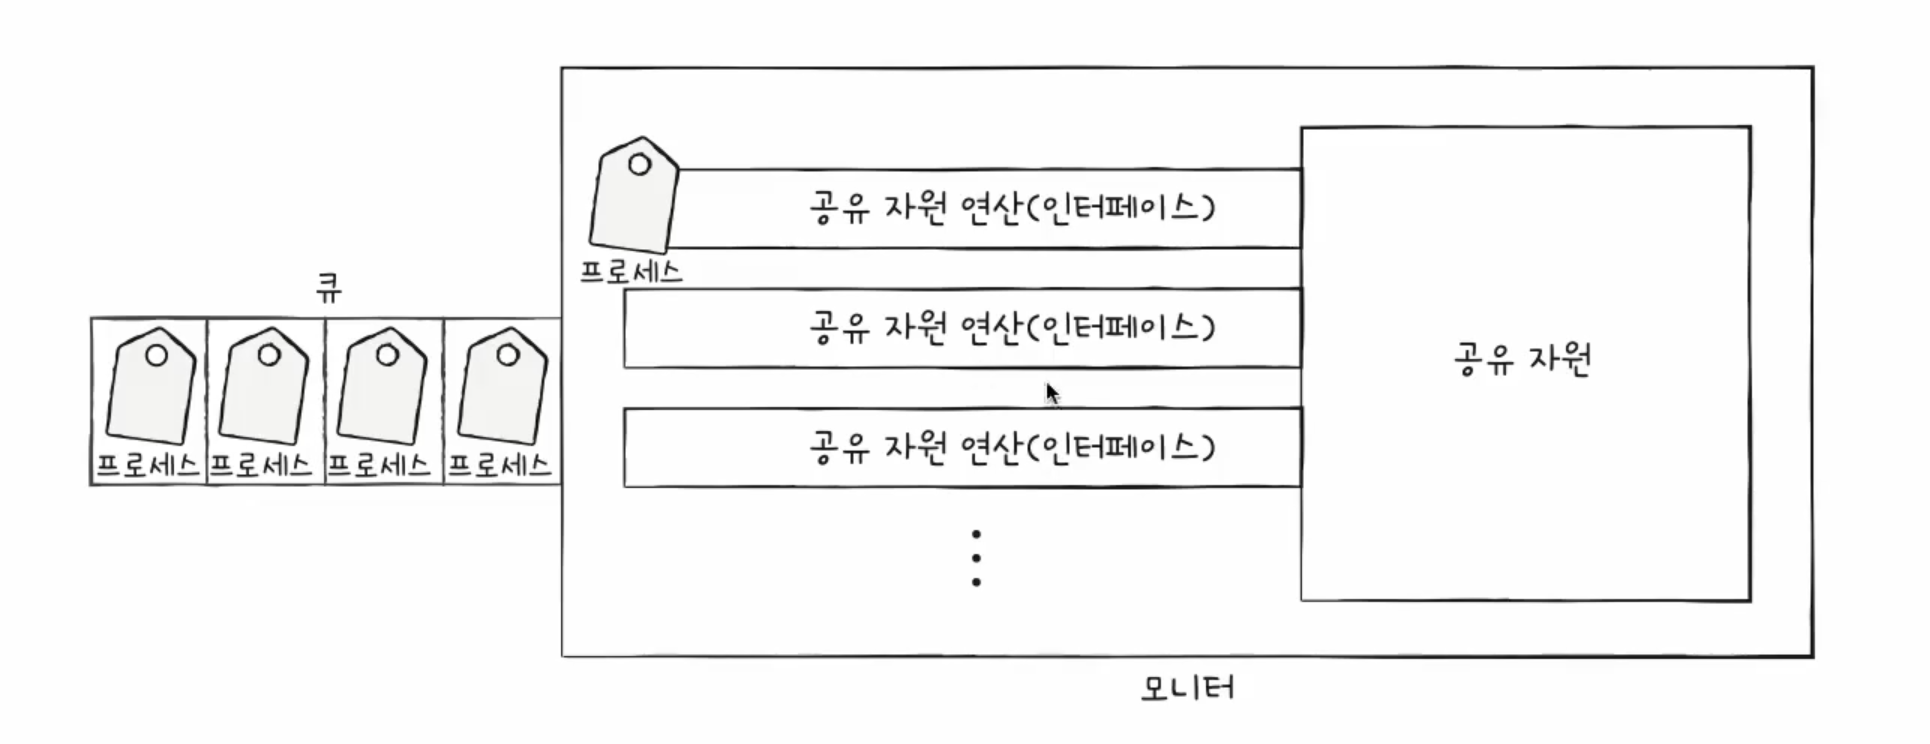 공유 자원 연산(인터페이스)
프로세스
큐
공유 자원 연산(인터페이스)
공유 자원
프로세스 프로세스 프로세스 프로세스
공유 자원 연산(인터페이스)
모니터